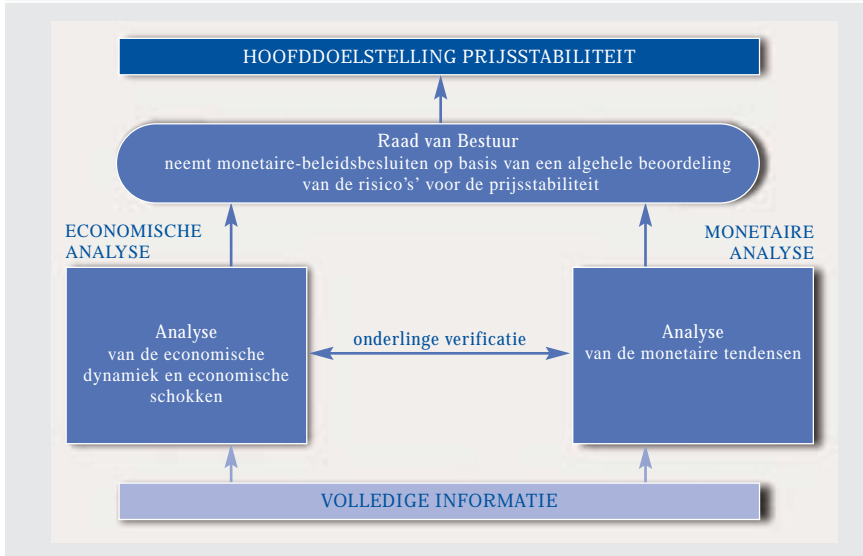 HOOFDDOELSTELLING PRIJSSTABILITEIT
Raad van Bestuur
neemt monetaire-beleidsbesluiten op basis van een algehele beoordeling
van de risico's' voor de prijsstabiliteit
ECONOMISCHE
ANALYSE
MONETAIRE
ANALYSE
Analyse
van de economische
dynamiek en economische
schokken
onderlinge verificatie
Analyse
van de monetaire tendensen
VOLLEDIGE INFORMATIE